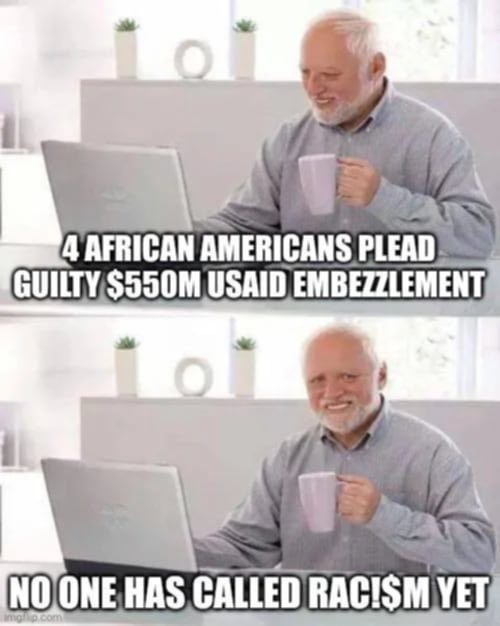 4 AFRICAN AMERICANS PLEAD
GUILTY $550M USAID EMBEZZLEMENT
NO ONE HAS CALLED RAC!$M YET
imgflip.com